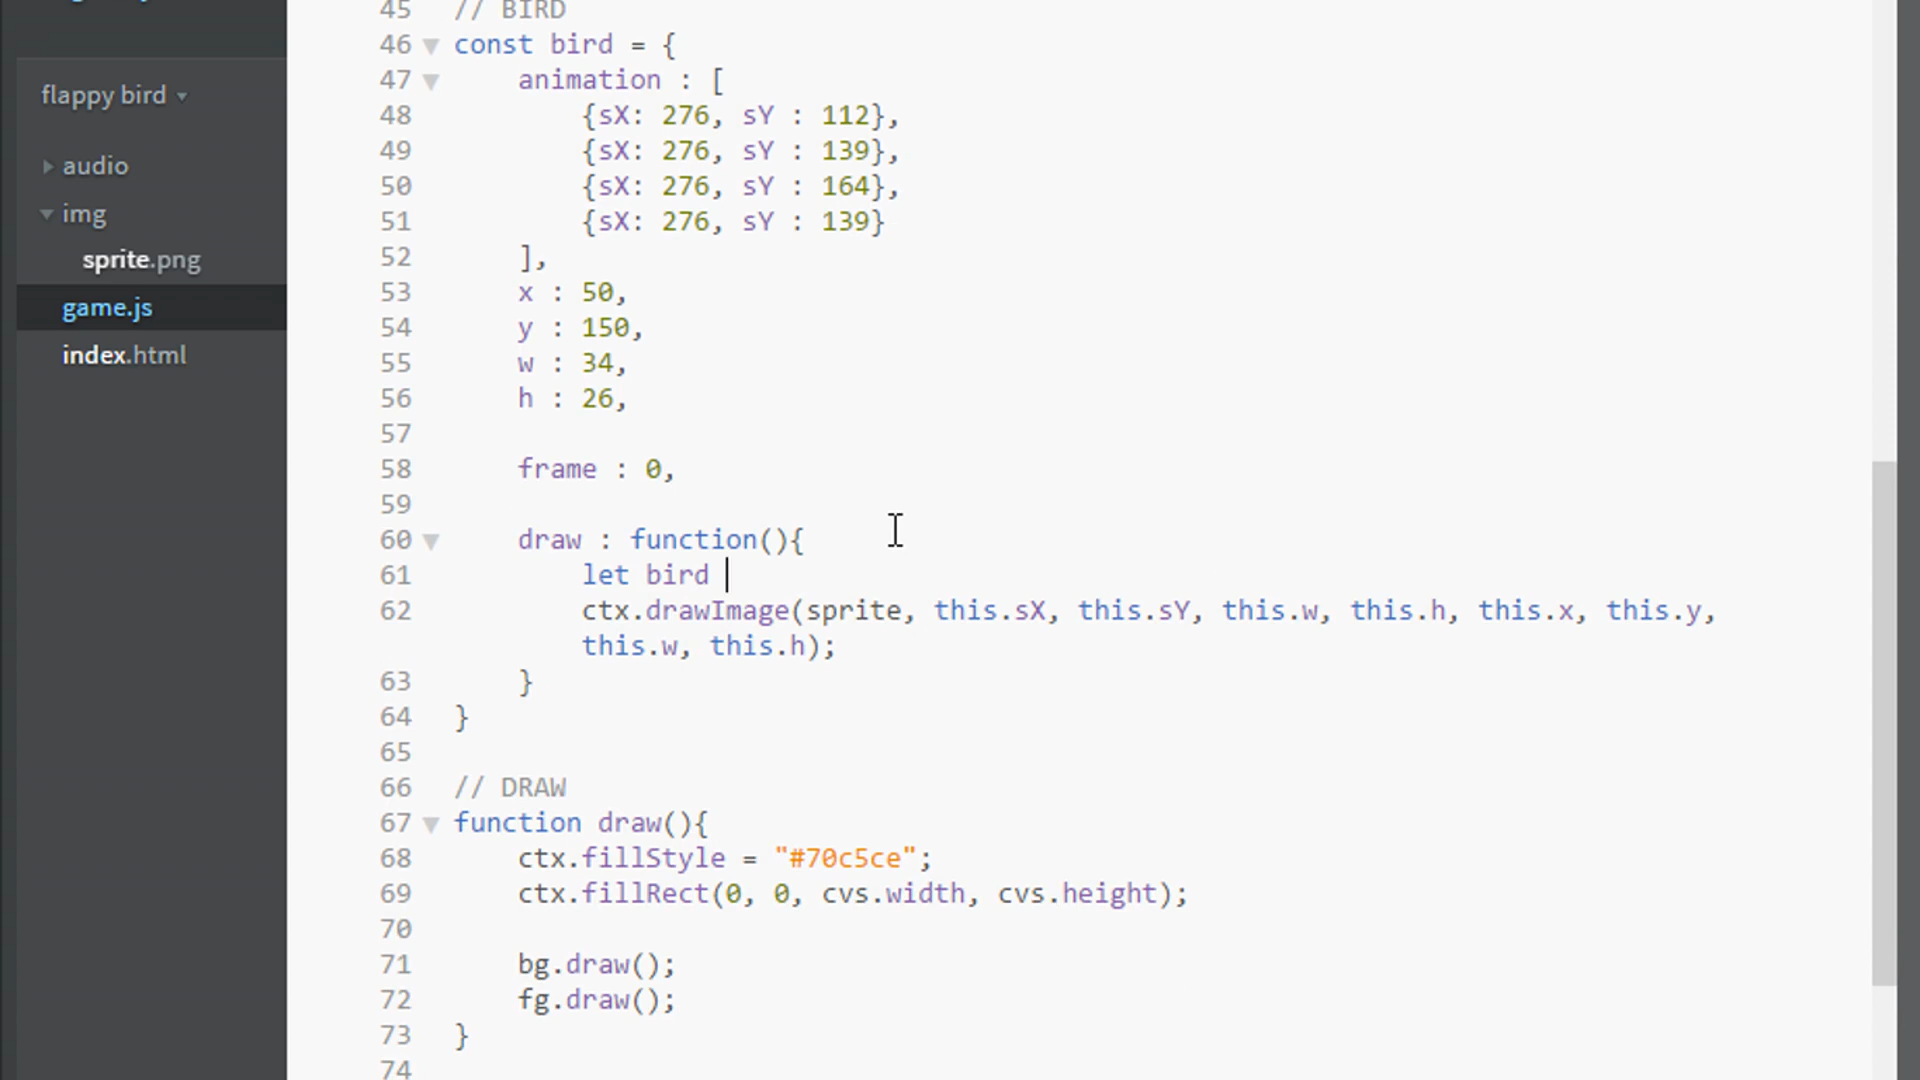 flappy bird
audio
img
sprite.png
game.js
index.html
45 // BIRD
46 const bird = {
47 animation : [
48 {sX: 276, sY : 112},
49 {sX: 276, sY : 139},
50 {sX: 276, sY : 164},
51 {sX: 276, sY : 139}
52 ],
53 x : 50,
54 y : 150,
55 w : 34,
56 h : 26,
57
58 frame : 0,
59
60 draw : function(){
61 let bird
62 ctx.drawImage(sprite, this.sX, this.sY, this.w, this.h, this.x, this.y,
this.w, this.h);
63 }
64 }
65
66 // DRAW
67 function draw(){
68 ctx.fillStyle = "#70c5ce";
69 ctx.fillRect(0, 0, cvs.width, cvs.height);
70
71 bg.draw();
72 fg.draw();
73 }
74